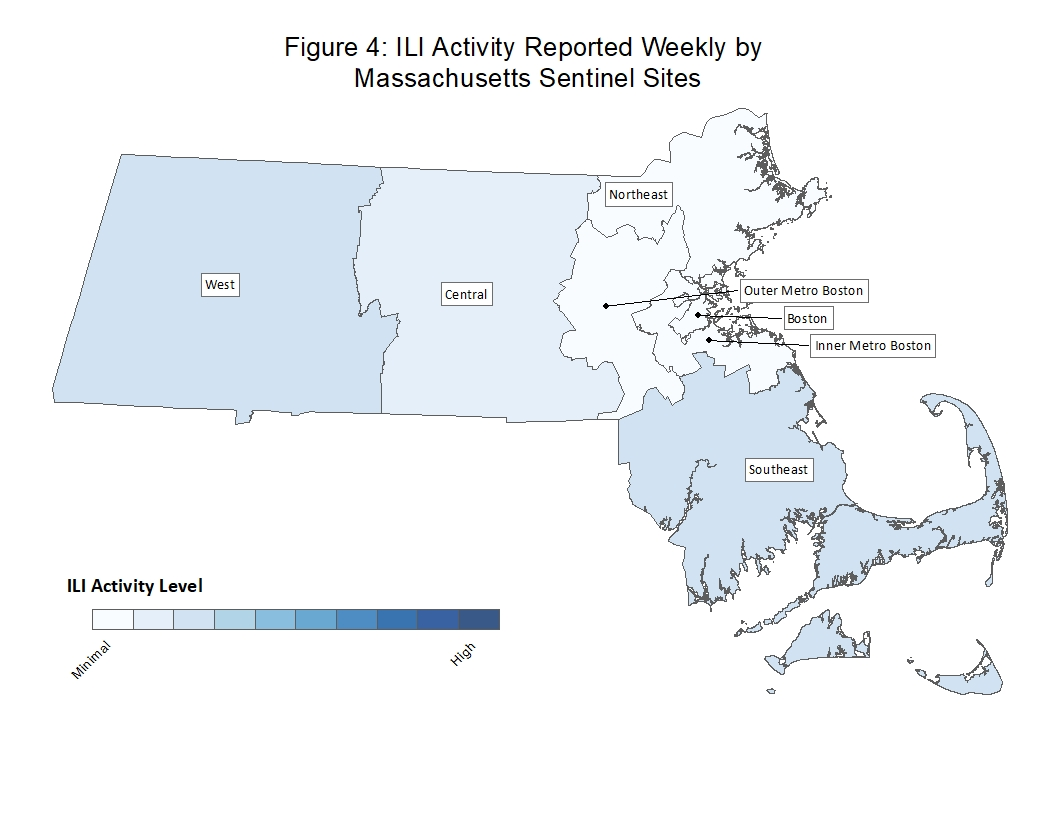 Figure 4: ILI Activity Reported Weekly by
Massachusetts Sentinel Sites
Northeast
West
Central
Outer Metro Boston
Boston
Inner Metro Boston
Southeast
ILI Activity Level
Minimal
High